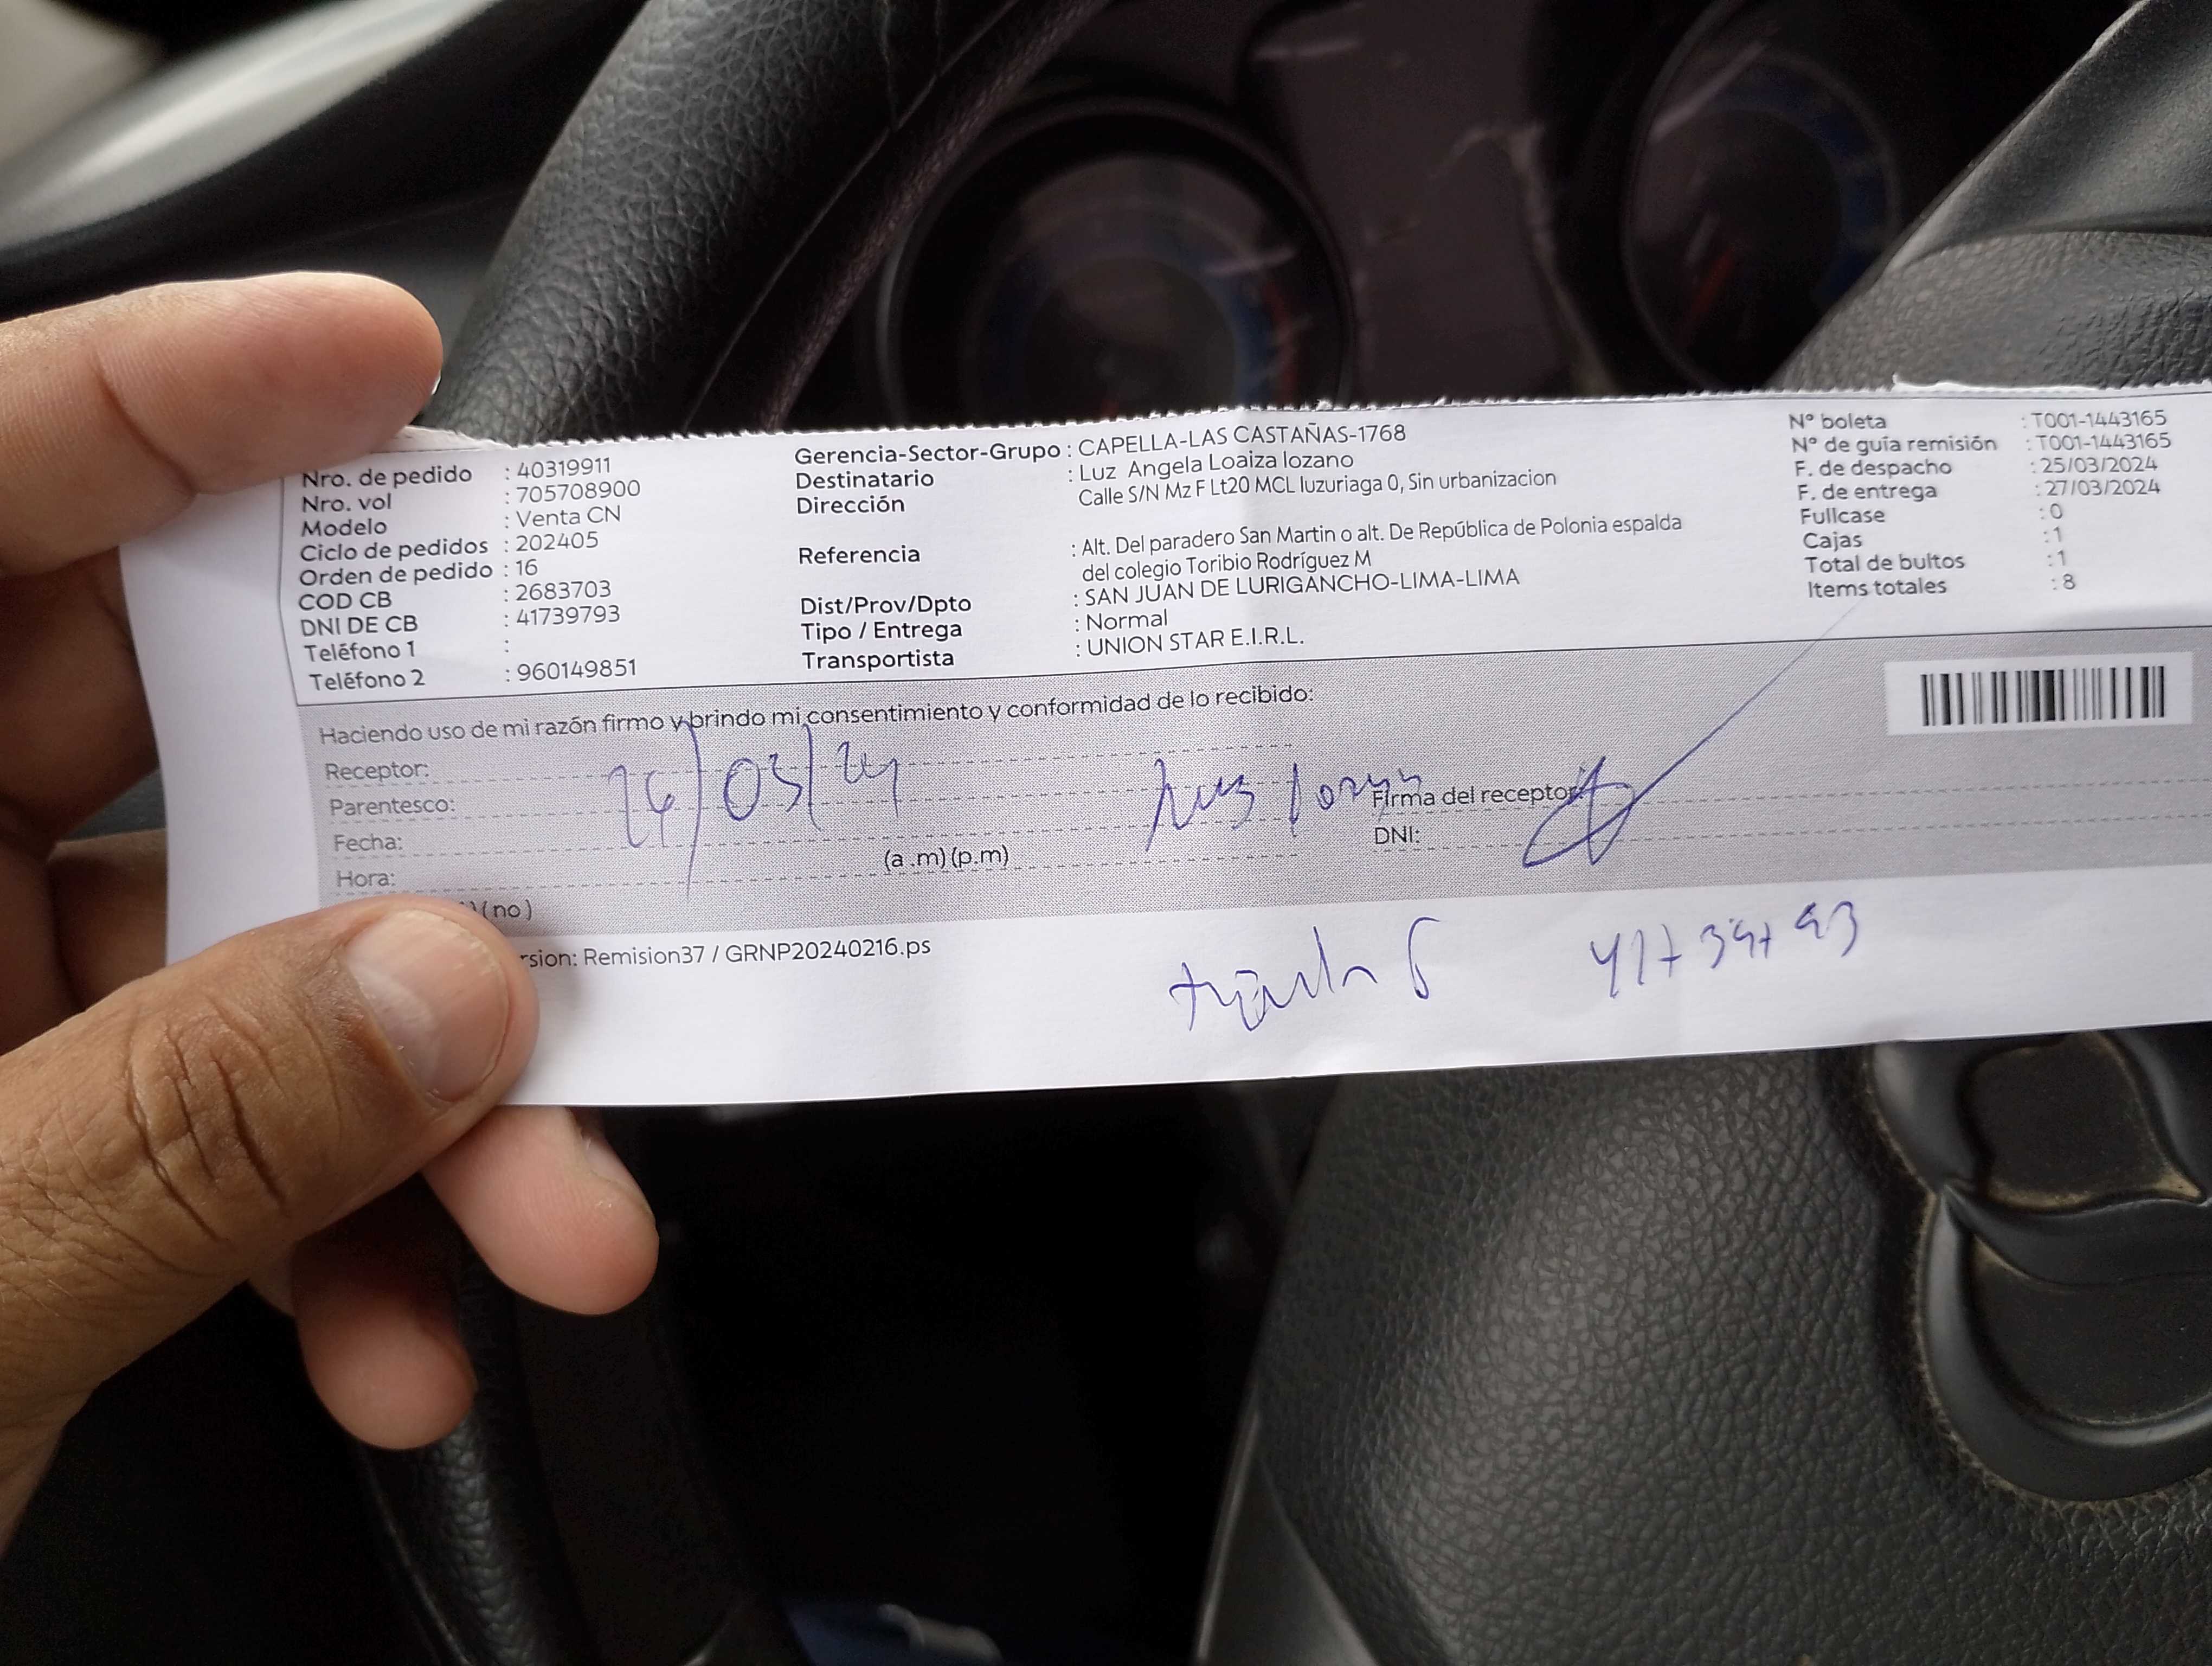 Nro. de pedido : 40319911
Nro. vol : 705708900
Modelo : Venta CN
Ciclo de pedidos : 202405
Orden de pedido : 16
COD CB : 2683703
DNI DE CB : 41739793
Teléfono 1 :
Teléfono 2 : 960149851
Gerencia-Sector-Grupo : CAPELLA-LAS CASTAÑAS-1768
Destinatario : Luz Angela Loaiza lozano
Dirección Calle S/N Mz F Lt20 MCL luzuriaga 0, Sin urbanizacion
Referencia : Alt. Del paradero San Martin o alt. De República de Polonia espalda
del colegio Toribio Rodríguez M
Dist/Prov/Dpto : SAN JUAN DE LURIGANCHO-LIMA-LIMA
Tipo / Entrega : Normal
Transportista : UNION STAR E.I.R.L.
Nº boleta : T001-1443165
Nº de guía remisión : T001-1443165
F. de despacho : 25/03/2024
F. de entrega : 27/03/2024
Fullcase : 0
Cajas : 1
Total de bultos : 1
Items totales : 8
Haciendo uso de mi razón firmo y brindo mi consentimiento y conformidad de lo recibido:
Receptor:
Parentesco:
Fecha:
Hora: (a .m) (p.m)
/03/24
Luz
Firma del receptor
DNI:
(no)
rsion: Remision37 / GRNP20240216.ps
41739793